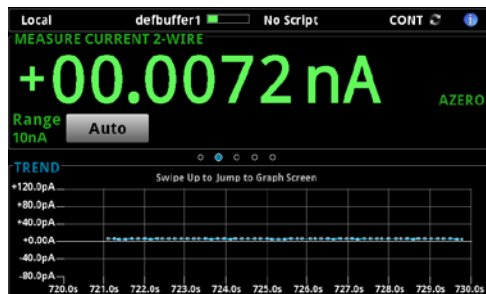 Local defbuffer1 No Script CONT
MEASURE CURRENT 2-WIRE
+00.0072 nA
AZERO
Range
10nA
Auto
TREND
Swipe Up to Jump to Graph Screen
+120.0pA
+80.0pA
+40.0pA
+0.00A
-40.0pA
-80.0pA
720.0s 721.0s 722.0s 723.0s 724.0s 725.0s 726.0s 727.0s 728.0s 729.0s 730.0s